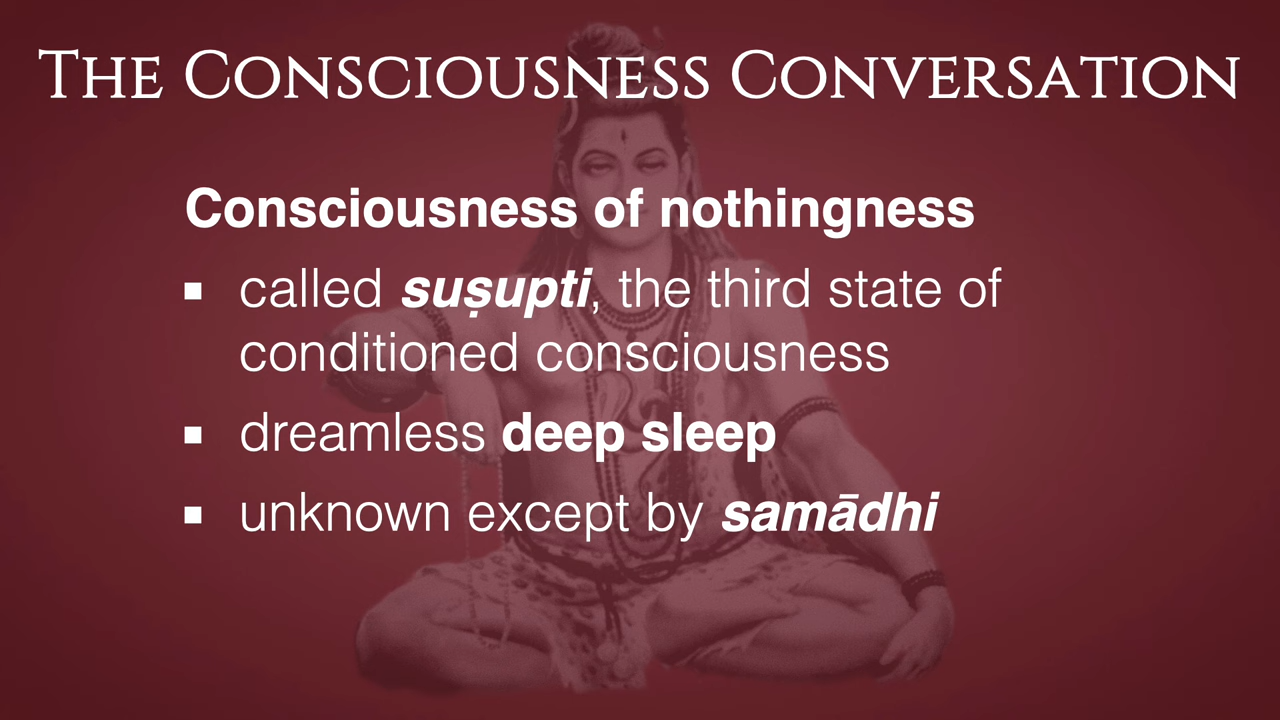 The Consciousness Conversation
Consciousness of nothingness
▪ called suṣupti, the third state of
conditioned consciousness
▪ dreamless deep sleep
▪ unknown except by samādhi